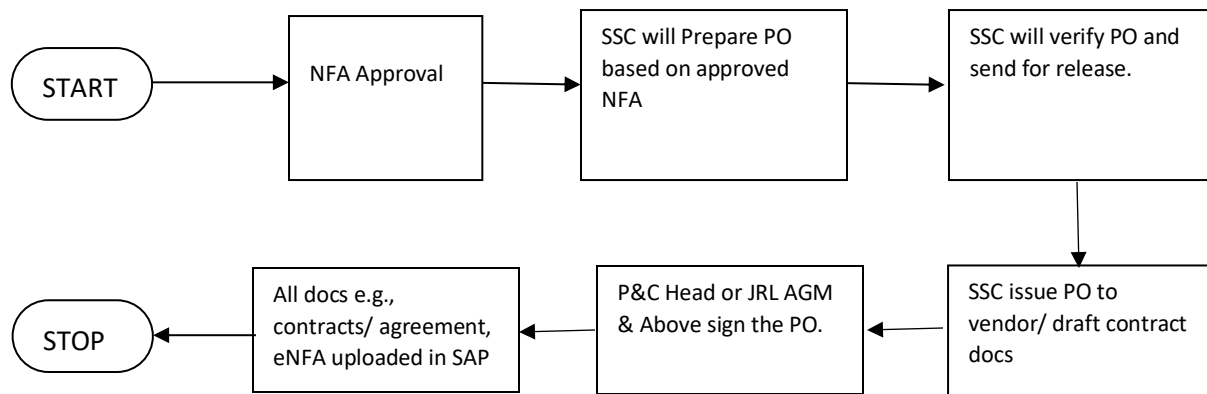 START
NFA Approval
SSC will Prepare PO
based on approved
NFA
SSC will verify PO and
send for release.
SSC issue PO to
vendor/ draft contract
docs
P&C Head or JRL AGM
& Above sign the PO.
All docs e.g.,
contracts/ agreement,
eNFA uploaded in SAP
STOP